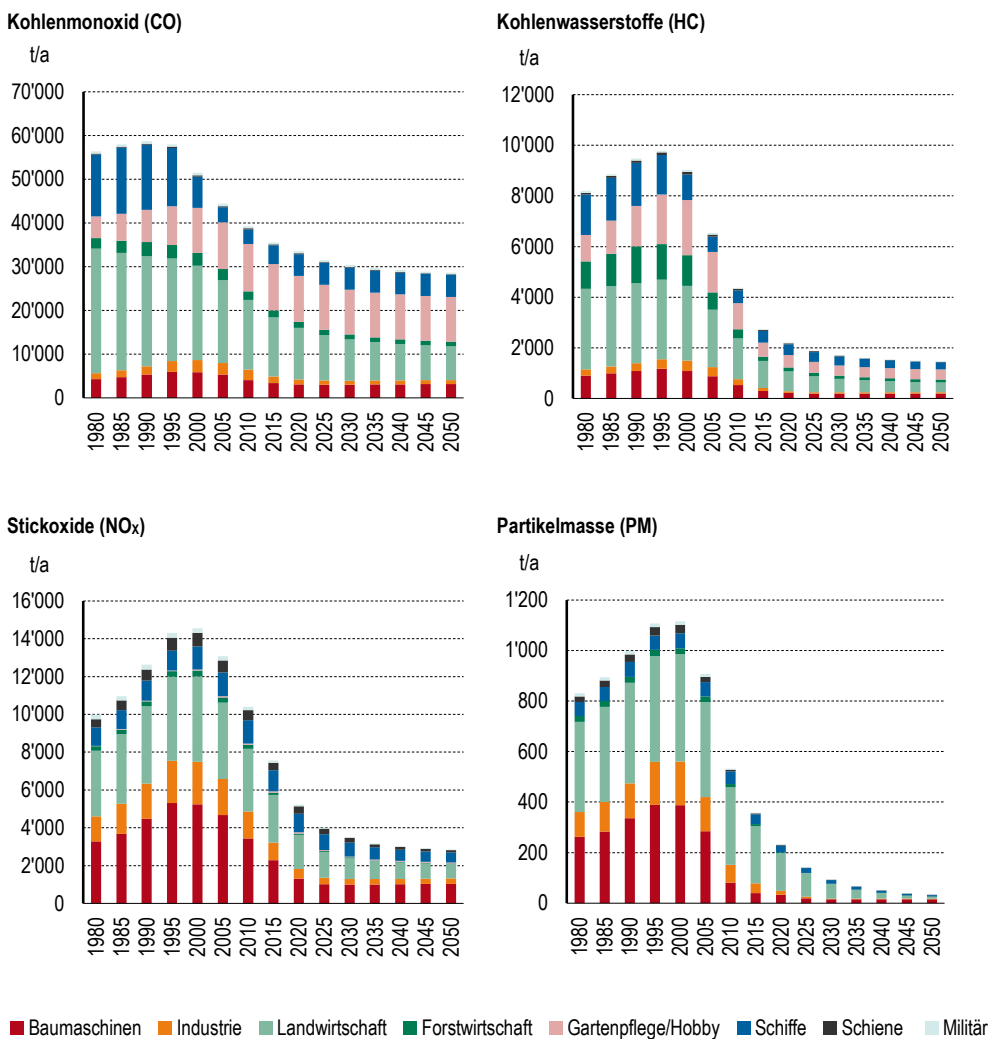 Kohlenmonoxid (CO)
t/a
70'000
60'000
50'000
40'000
30'000
20'000
10'000
0
1980 1985 1990 1995 2000 2005 2010 2015 2020 2025 2030 2035 2040 2045 2050
Kohlenwasserstoffe (HC)
t/a
12'000
10'000
8'000
6'000
4'000
2'000
0
1980 1985 1990 1995 2000 2005 2010 2015 2020 2025 2030 2035 2040 2045 2050
Stickoxide (NOx)
t/a
16'000
14'000
12'000
10'000
8'000
6'000
4'000
2'000
0
1980 1985 1990 1995 2000 2005 2010 2015 2020 2025 2030 2035 2040 2045 2050
Partikelmasse (PM)
t/a
1'200
1'000
800
600
400
200
0
1980 1985 1990 1995 2000 2005 2010 2015 2020 2025 2030 2035 2040 2045 2050
Baumaschinen Industrie Landwirtschaft Forstwirtschaft Gartenpflege/Hobby Schiffe Schiene Militär